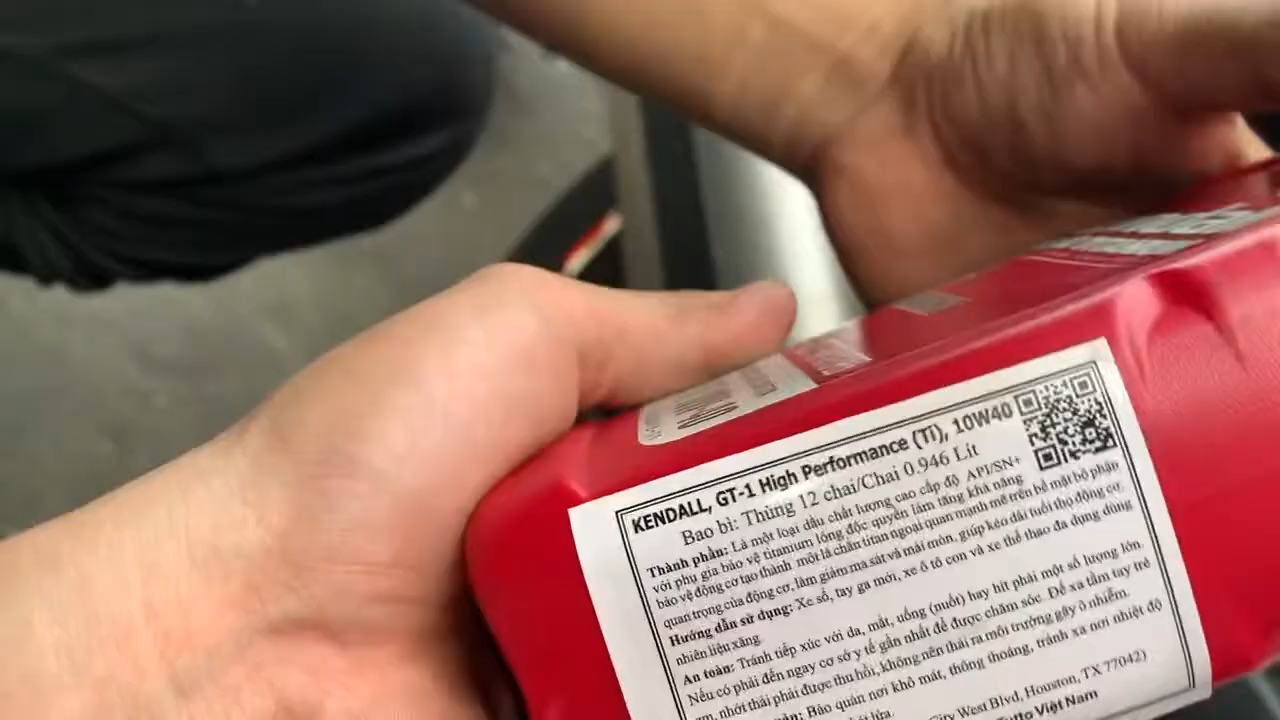 KENDALL, GT-1 High Performance (Ti), 10W40
Bao bì: Thùng 12 chai/Chai 0.946 Lít
Thành phần: Là một loại dầu chất lượng cao cấp độ API/SN+
với phụ gia bảo vệ titanium lỏng độc quyền làm tăng khả năng
bảo vệ động cơ tạo thành một lá chắn titan ngoại quan mạnh mẽ trên bề mặt bộ phận
quan trọng của động cơ, làm giảm ma sát và mài mòn, giúp kéo dài tuổi thọ động cơ.
Hướng dẫn sử dụng: Xe số, tay ga mới, xe ô tô con và xe thể thao đa dụng dùng
nhiên liệu xăng.
An toàn: Tránh tiếp xúc với da, mắt, uống (nuốt) hay hít phải một số lượng lớn.
Nếu có phải đến ngay cơ sở y tế gần nhất để được chăm sóc. Để xa tầm tay trẻ
em, nhớt thải phải được thu hồi, không nên thải ra môi trường gây ô nhiễm.
Bảo quản nơi khô mát, thông thoáng, tránh xa nơi nhiệt độ
City West Blvd, Houston, TX 77042)
Việt Nam